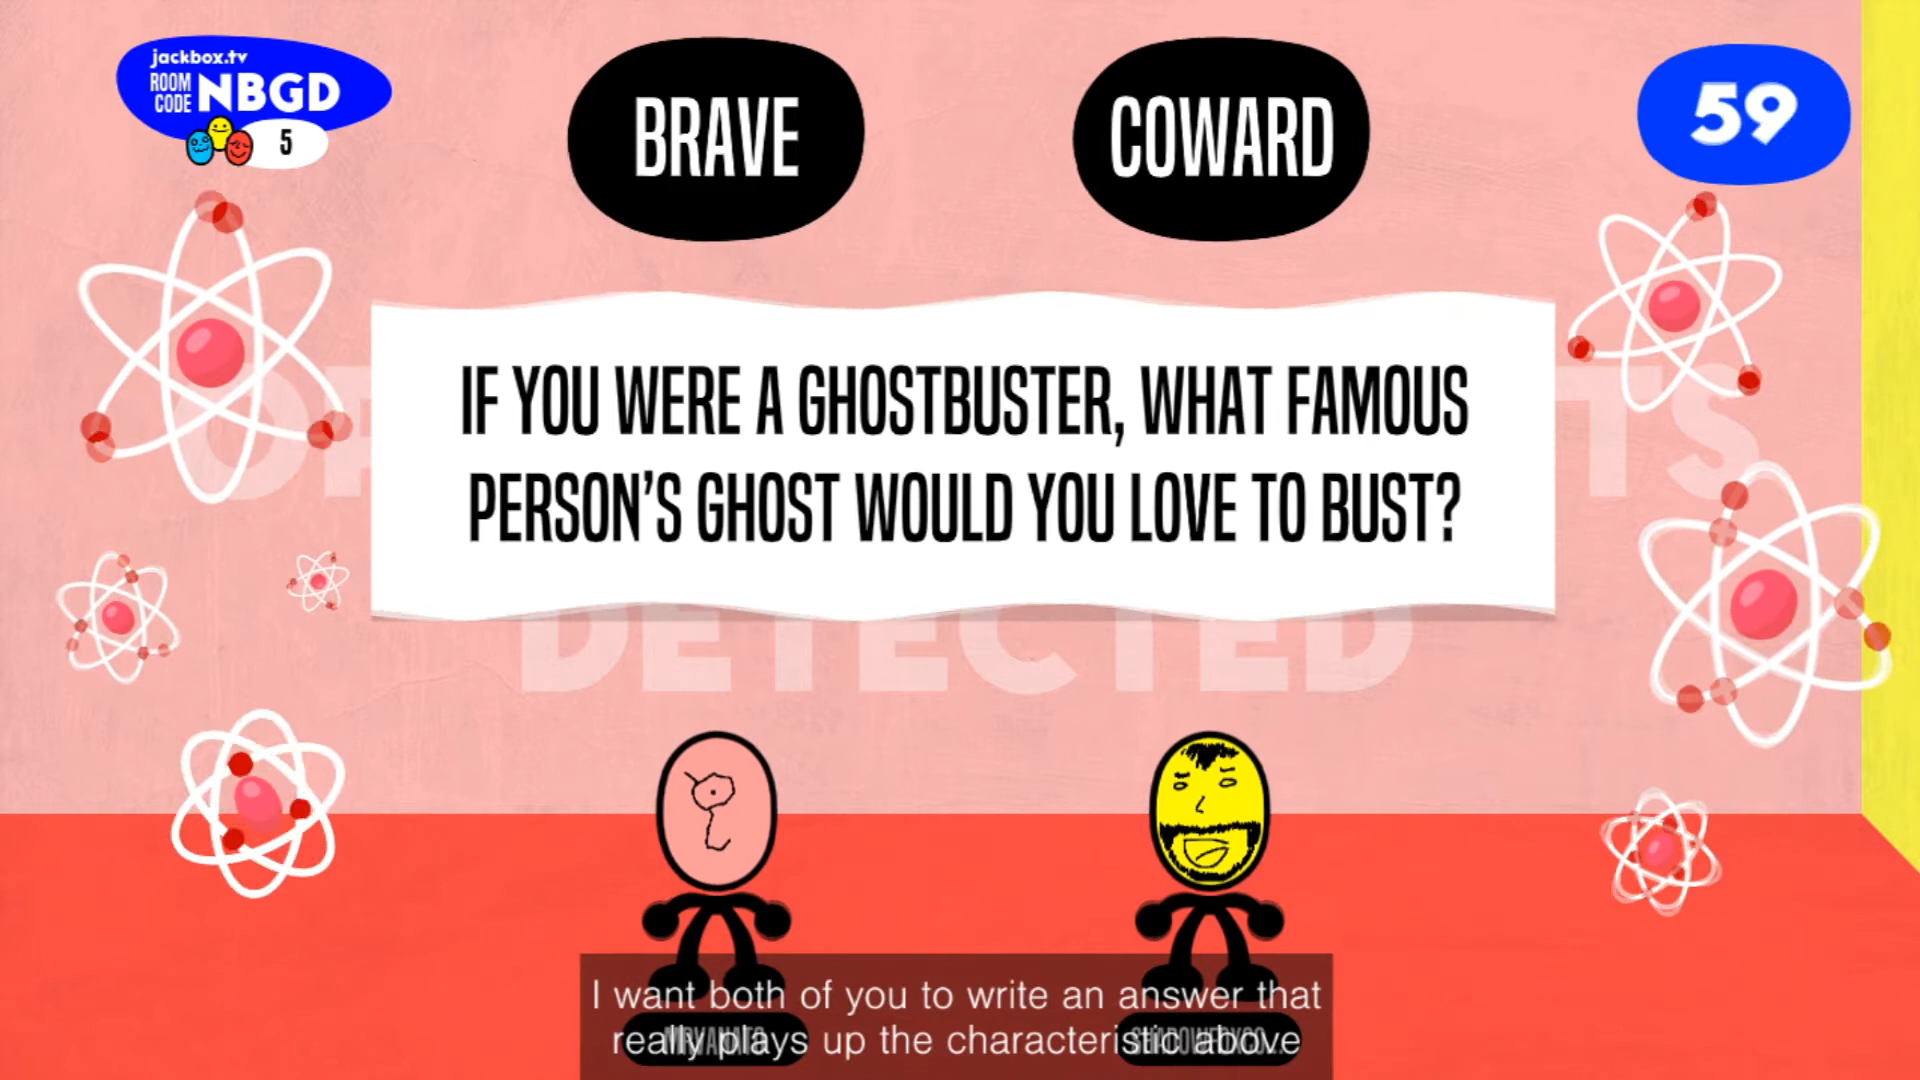 jackbox.tv
ROOM
CODE
NBGD
5
BRAVE
COWARD
59
IF YOU WERE A GHOSTBUSTER, WHAT FAMOUS
PERSON'S GHOST WOULD YOU LOVE TO BUST?
DETECTED
I want both of you to write an answer that
really plays up the characteristic above